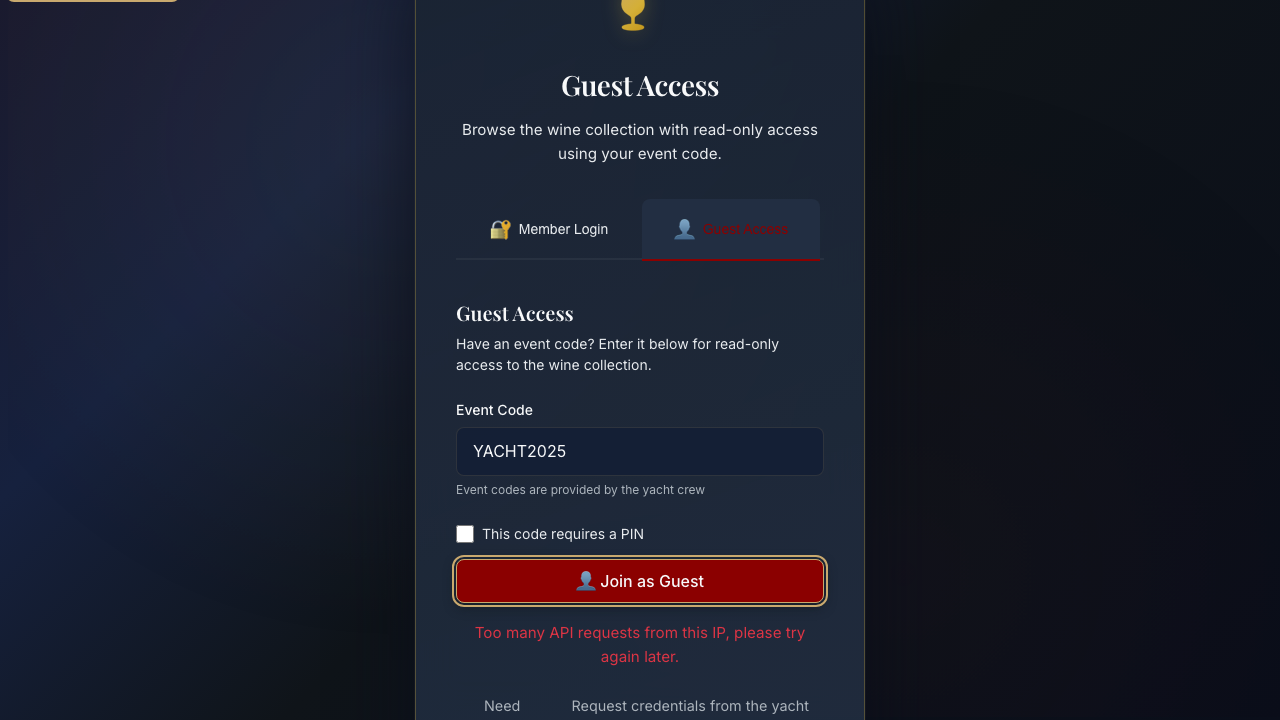 Guest Access
Browse the wine collection with read-only access
using your event code.
Member Login
Guest Access
Guest Access
Have an event code? Enter it below for read-only
access to the wine collection.
Event Code
YACHT2025
Event codes are provided by the yacht crew
This code requires a PIN
Join as Guest
Too many API requests from this IP, please try
again later.
Need
Request credentials from the yacht